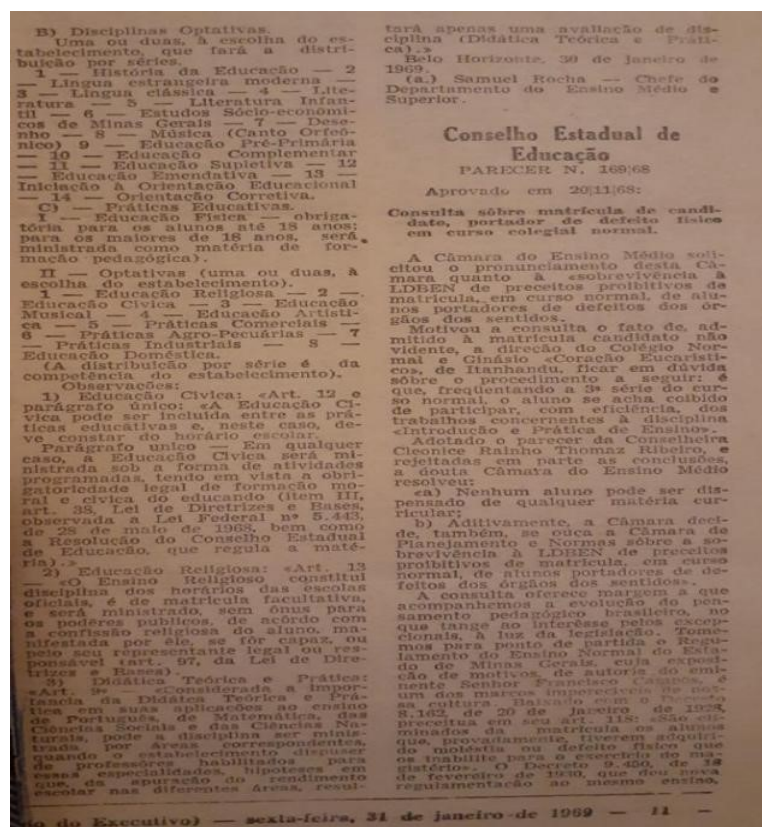 B) Disciplinas Optativas.
Uma ou duas, à escolha do es-
tabelecimento, que fará a distri-
buição por séries.
1 — História da Educação — 2
— Lingua estrangeira moderna —
3 — Lingua clássica — 4 — Lite-
ratura — 5 — Literatura Infan-
til — 6 — Estudos Sócio-econômi-
cos de Minas Gerais — 7 — Dese-
nho — 8 — Música (Canto Orfeô-
nico) 9 — Educação Pré-Primária
— 10 — Educação Complementar
— 11 — Educação Supletiva — 12
— Educação Emendativa — 13 —
Iniciação à Orientação Educacional
— 14 — Orientação Corretiva.
C) — Práticas Educativas.
I — Educação Física — obriga-
tória para os alunos até 18 anos;
para os maiores de 18 anos, será
ministrada como matéria de for-
mação pedagógica).
II — Optativas (uma ou duas, à
escolha do estabelecimento).
1 — Educação Religiosa — 2 —
Educação Cívica — 3 — Educação
Musical — 4 — Educação Artísti-
ca — 5 — Práticas Comerciais —
6 — Práticas Agro-Pecuárias — 7
— Práticas Industriais — 8 —
Educação Doméstica.
(A distribuição por série é da
competência do estabelecimento).
Observações:
1) Educação Cívica: «Art. 12 e
parágrafo único: «A Educação Cí-
vica pode ser incluía entre as prá-
ticas educativas e, neste caso, de-
ve constar do horário escolar.
Parágrafo unico — Em qualquer
caso, a Educação Cívica será mi-
nistrada sob a forma de atividades
programadas, tendo em vista a obri-
gatoriedade legal de formação mo-
ral e cívica do educando (item III,
art. 38, Lei de Diretrizes e Bases,
observada a Lei Federal nº 5.443,
de 28 de maio de 1968, bem como
a Resolução do Conselho Estadual
de Educação, que regula a maté-
ria).»
2) Educação Religiosa: «Art. 13
— «O Ensino Religioso constitui
disciplina dos horários das escolas
oficiais, é de matrícula facultativa,
e será ministrado, sem ônus para
os podêres publicos, de acôrdo com
a confissão religiosa do aluno, ma-
nifestada por êle, se fôr capaz, ou
pelo seu representante legal ou res-
ponsável (art. 97, da Lei de Dire-
trizes e Bases).
3) Didática Teórica e Prática:
«Art. 9º — «Considerada a impor-
tancia da Didática Teórica e Prá-
tica em suas aplicações ao ensino
de Português, de Matemática, das
Ciências Sociais e das Ciências Na-
turais, pode a disciplina ser minis-
trada por áreas correspondentes,
quando o estabelecimento dispuser
de professôres habilitados para
essas especialidades, hipóteses em
que, da apuração do rendimento
escolar nas diferentes áreas, resul-
tará apenas uma avaliação de dis-
ciplina (Didática Teórica e Práti-
ca).»
Belo Horizonte, 30 de janeiro de
1969.
(a.) Samuel Rocha — Chefe do
Departamento do Ensino Médio e
Superior.
Conselho Estadual de
Educação
PARECER N. 169|68
Aprovado em 20|11|68:
Consulta sôbre matrícula de candi-
dato, portador de defeito físico
em curso colegial normal.
A Câmara do Ensino Médio soli-
citou o pronunciamento desta Câ-
mara quanto à «sobrevivência à
LDBEN de preceitos proibitivos de
matrícula, em curso normal, de alu-
nos portadores de defeitos dos ór-
gãos dos sentidos.
Motivou a consulta o fato de, ad-
mitido à matrícula candidato não
vidente, a direção do Colégio Nor-
mal e Ginásio «Coração Eucarísti-
co», de Itanhandu, ficar em dúvida
sôbre o procedimento a seguir: é
que, freqüentando a 3ª série do cur-
so normal, o aluno se acha coibido
de participar, com eficiência, dos
trabalhos concernentes à disciplina
«Introdução e Prática de Ensino».
Adotado o parecer da Conselheira
Cleonice Rainho Thomaz Ribeiro, e
rejeitadas em parte as conclusões,
a douta Câmara do Ensino Médio
resolveu:
«a) Nenhum aluno pode ser dis-
pensado de qualquer matéria cur-
ricular;
b) Aditivamente, a Câmara deci-
de, também, se ouça a Câmara de
Planejamento e Normas sôbre a so-
brevivência à LDBEN de preceitos
proibitivos de matrícula, em curso
normal, de alunos portadores de de-
feitos dos órgãos dos sentidos».
A consulta oferece margem a que
acompanhemos a evolução do pen-
samento pedagógico brasileiro, no
que tange ao interêsse pelos excep-
cionais, à luz da legislação. Tome-
mos para ponto de partida o Regu-
lamento do Ensino Normal do Esta-
do de Minas Gerais, cuja exposi-
ção de motivos, de autoria do emi-
nente Senhor Francisco Campos, é
um dos marcos imperecíveis de nos-
sa cultura. Baixado com o Decreto
8.162, de 20 de janeiro de 1928,
preceitua em seu art. 118: «São eli-
minados da matrícula os alunos
que, provadamente, tiverem adquiri-
do moléstia ou defeito físico que
os inabilite para o exercício do ma-
gistério». O Decreto 9.450, de 18
de fevereiro de 1930, que deu nova
regulamentação ao mesmo ensino,
do Executivo) — sexta-feira, 31 de janeiro de 1969 — 11 —